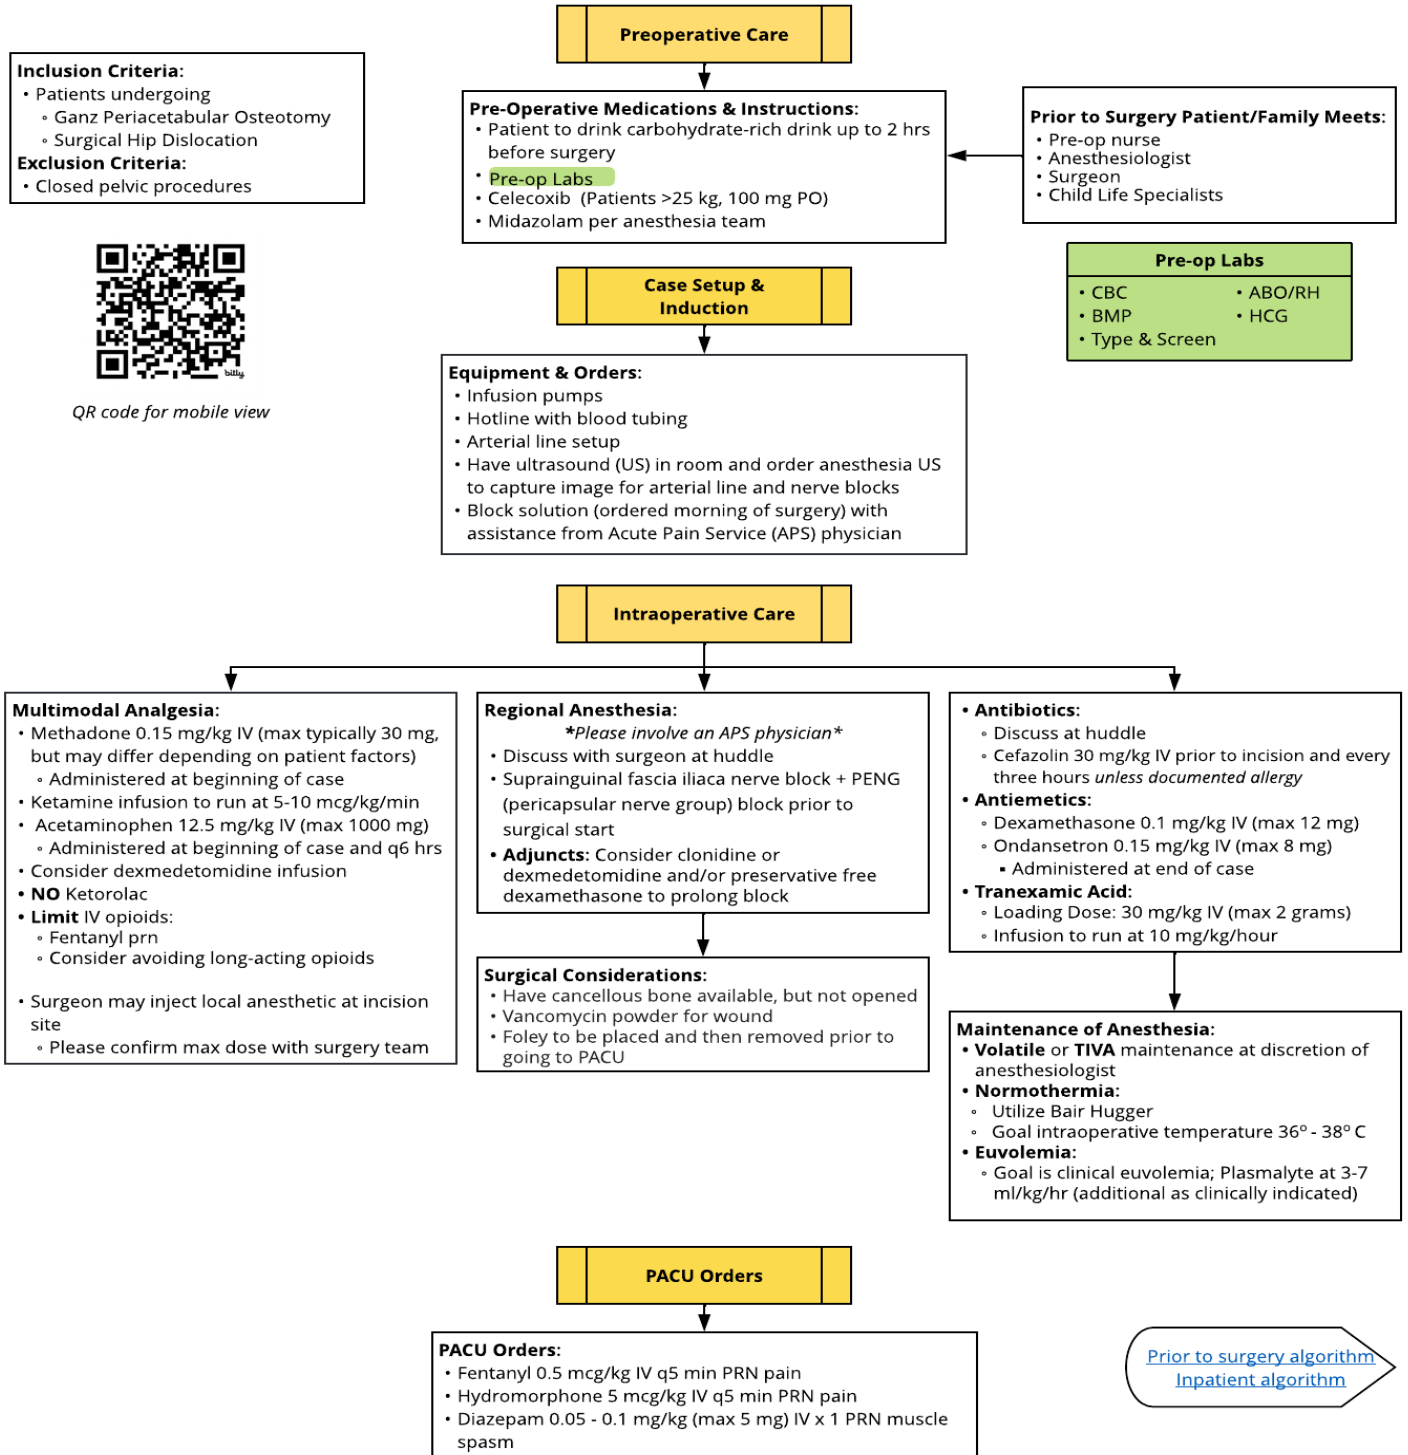 Preoperative Care
Inclusion Criteria:
• Patients undergoing
◦ Ganz Periacetabular Osteotomy
◦ Surgical Hip Dislocation
Exclusion Criteria:
• Closed pelvic procedures
Pre-Operative Medications & Instructions:
• Patient to drink carbohydrate-rich drink up to 2 hrs
before surgery
• Pre-op Labs
• Celecoxib (Patients >25 kg, 100 mg PO)
• Midazolam per anesthesia team
Prior to Surgery Patient/Family Meets:
• Pre-op nurse
• Anesthesiologist
• Surgeon
• Child Life Specialists
bitly
QR code for mobile view
Pre-op Labs
• CBC
• BMP
• Type & Screen
• ABO/RH
• HCG
Case Setup &
Induction
Equipment & Orders:
• Infusion pumps
• Hotline with blood tubing
• Arterial line setup
• Have ultrasound (US) in room and order anesthesia US
to capture image for arterial line and nerve blocks
• Block solution (ordered morning of surgery) with
assistance from Acute Pain Service (APS) physician
Intraoperative Care
Multimodal Analgesia:
• Methadone 0.15 mg/kg IV (max typically 30 mg,
but may differ depending on patient factors)
◦ Administered at beginning of case
• Ketamine infusion to run at 5-10 mcg/kg/min
• Acetaminophen 12.5 mg/kg IV (max 1000 mg)
◦ Administered at beginning of case and q6 hrs
• Consider dexmedetomidine infusion
• NO Ketorolac
• Limit IV opioids:
◦ Fentanyl prn
◦ Consider avoiding long-acting opioids
• Surgeon may inject local anesthetic at incision
site
◦ Please confirm max dose with surgery team
Regional Anesthesia:
*Please involve an APS physician*
• Discuss with surgeon at huddle
• Suprainguinal fascia iliaca nerve block + PENG
(pericapsular nerve group) block prior to
surgical start
• Adjuncts: Consider clonidine or
dexmedetomidine and/or preservative free
dexamethasone to prolong block
Surgical Considerations:
• Have cancellous bone available, but not opened
• Vancomycin powder for wound
• Foley to be placed and then removed prior to
going to PACU
• Antibiotics:
◦ Discuss at huddle
◦ Cefazolin 30 mg/kg IV prior to incision and every
three hours unless documented allergy
• Antiemetics:
◦ Dexamethasone 0.1 mg/kg IV (max 12 mg)
◦ Ondansetron 0.15 mg/kg IV (max 8 mg)
▪ Administered at end of case
• Tranexamic Acid:
◦ Loading Dose: 30 mg/kg IV (max 2 grams)
◦ Infusion to run at 10 mg/kg/hour
Maintenance of Anesthesia:
• Volatile or TIVA maintenance at discretion of
anesthesiologist
• Normothermia:
◦ Utilize Bair Hugger
◦ Goal intraoperative temperature 36º - 38º C
• Euvolemia:
◦ Goal is clinical euvolemia; Plasmalyte at 3-7
ml/kg/hr (additional as clinically indicated)
PACU Orders
PACU Orders:
• Fentanyl 0.5 mcg/kg IV q5 min PRN pain
• Hydromorphone 5 mcg/kg IV q5 min PRN pain
• Diazepam 0.05 - 0.1 mg/kg (max 5 mg) IV x 1 PRN muscle
spasm
Prior to surgery algorithm
Inpatient algorithm